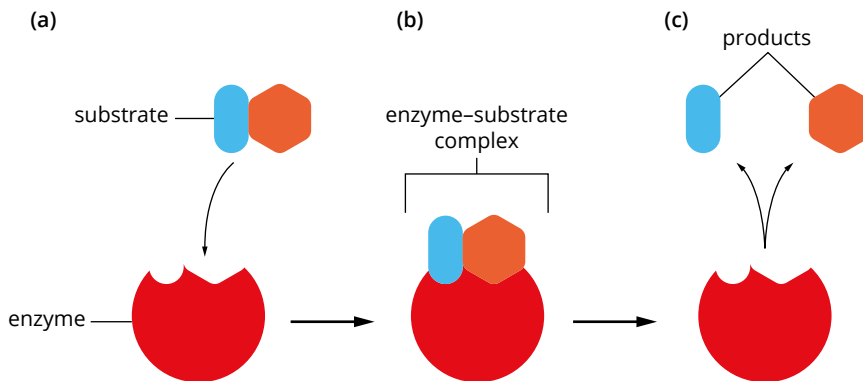 (a)
substrate
enzyme
(b)
enzyme–substrate
complex
(c)
products